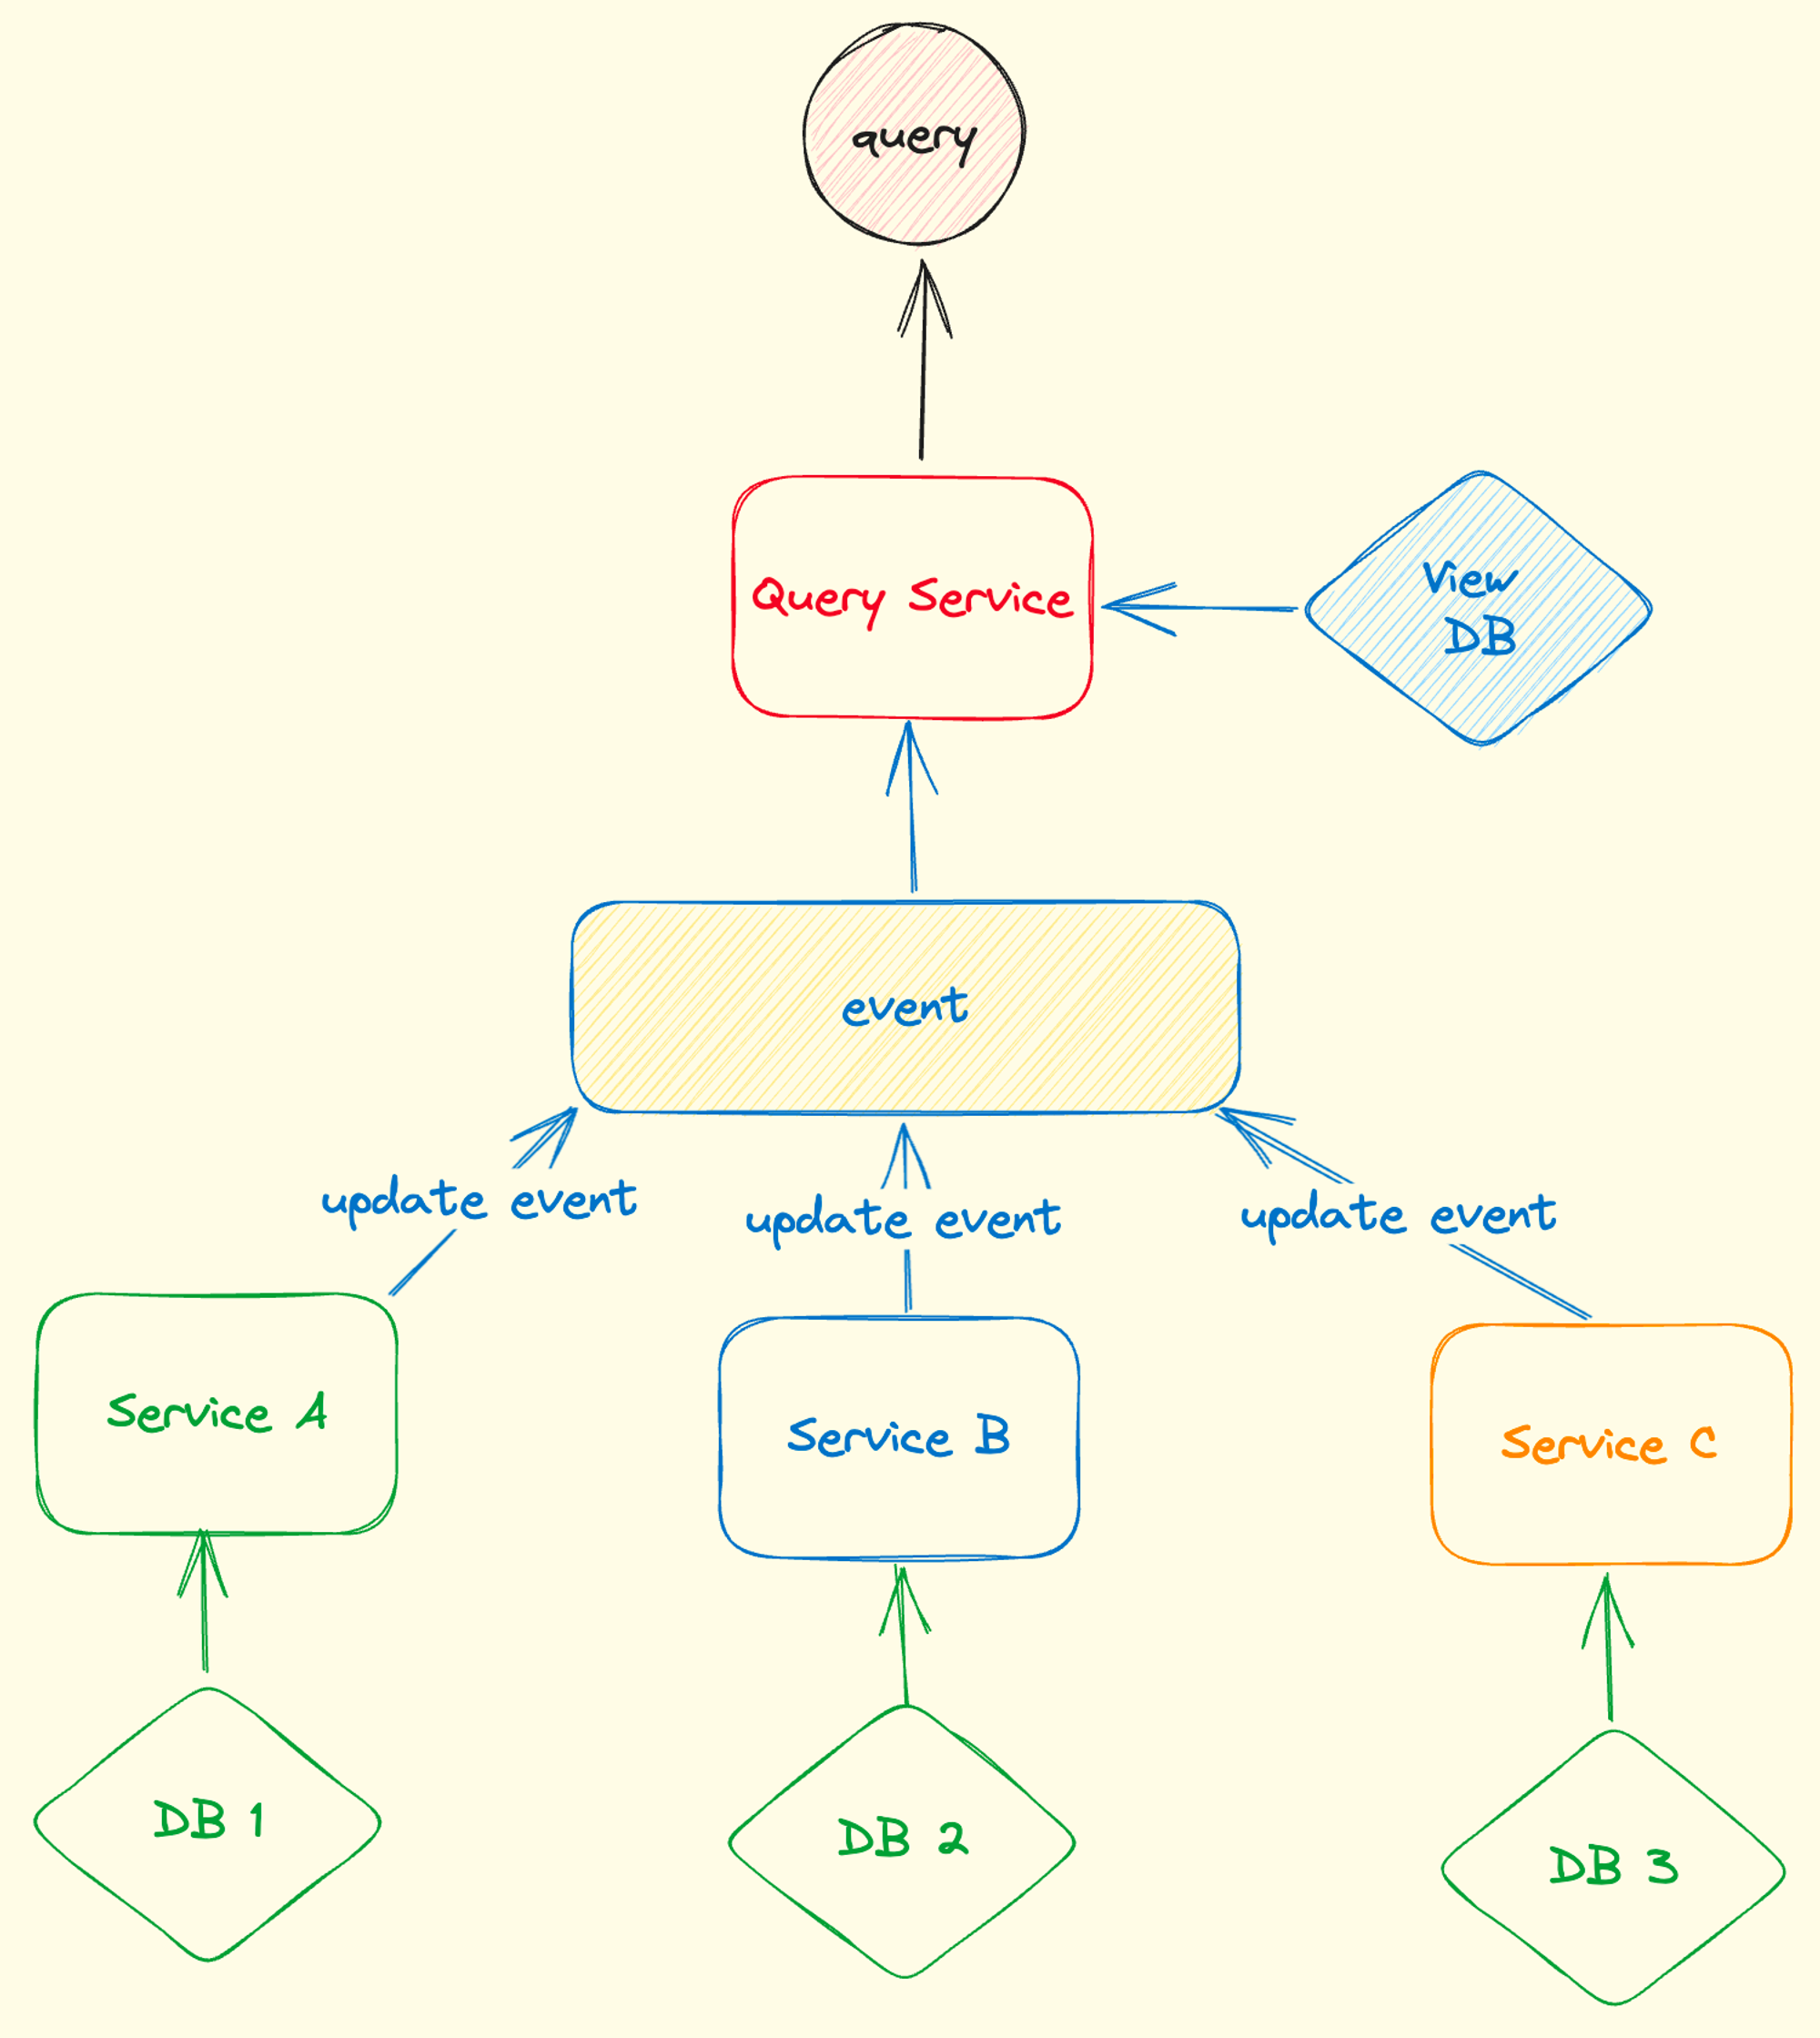 query
Query Service
View
DB
event
update event
update event
update event
Service A
Service B
Service C
DB 1
DB 2
DB 3